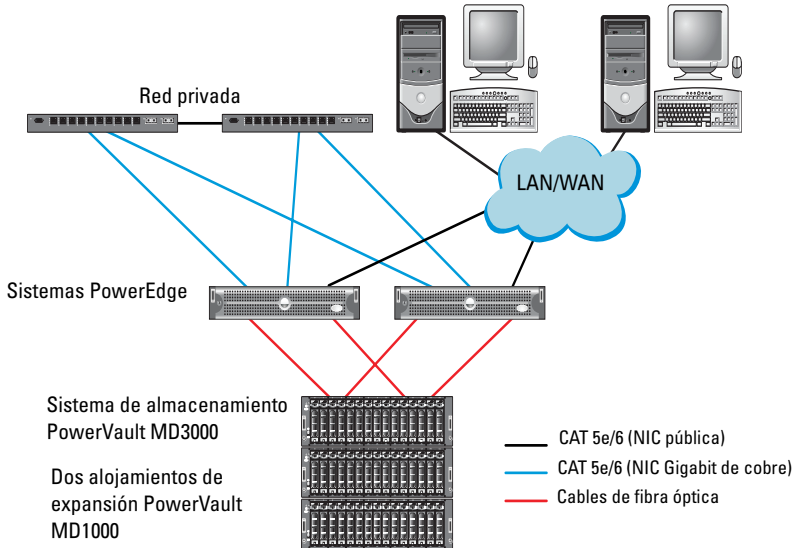 Red privada
LAN/WAN
Sistemas PowerEdge
Sistema de almacenamiento
PowerVault MD3000
Dos alojamientos de
expansión PowerVault
MD1000
CAT 5e/6 (NIC pública)
CAT 5e/6 (NIC Gigabit de cobre)
Cables de fibra óptica